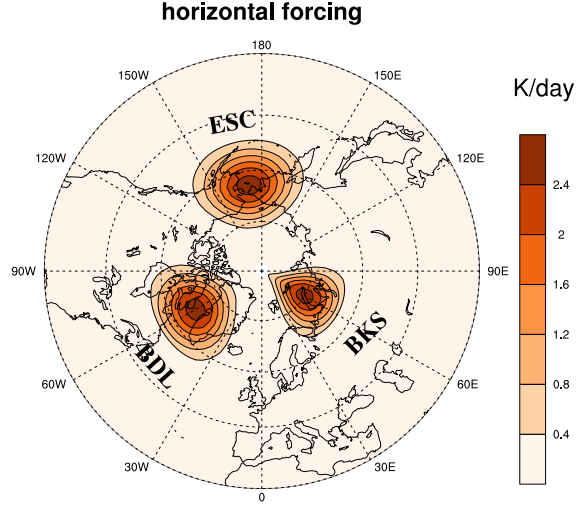 horizontal forcing
180
150W
150E
K/day
ESC
120W
120E
2.4
2
90W
90E
1.6
1.2
BKS
BDL
0.8
60W
60E
0.4
30W
30E
0